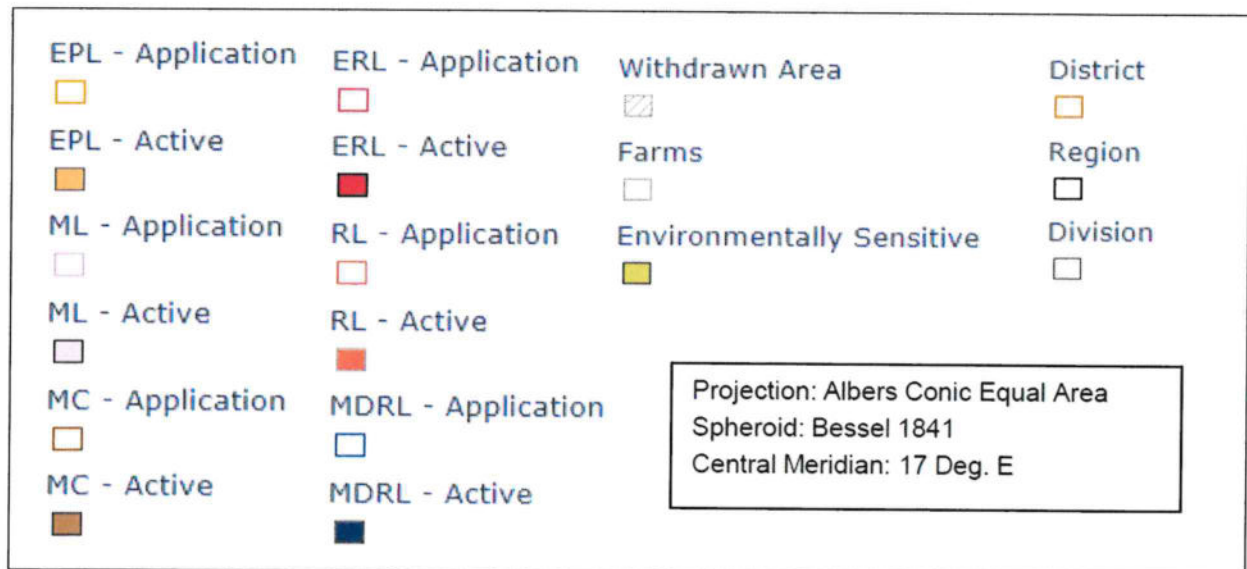 EPL - Application
EPL - Active
ML - Application
ML - Active
MC - Application
MC - Active
ERL - Application
ERL - Active
RL - Application
RL - Active
MDRL - Application
MDRL - Active
Withdrawn Area
Farms
Environmentally Sensitive
District
Region
Division
Projection: Albers Conic Equal Area
Spheroid: Bessel 1841
Central Meridian: 17 Deg. E